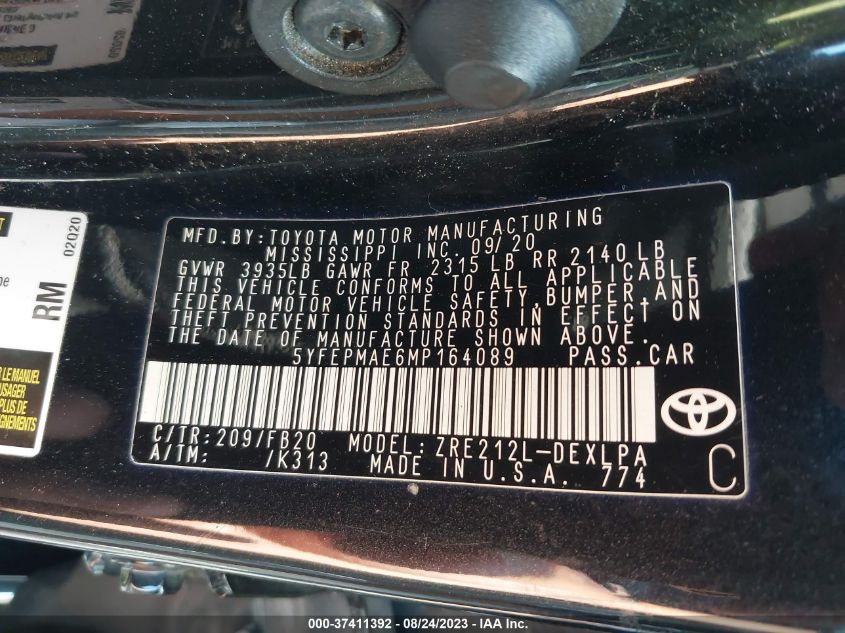 02020
RM
LE MANUEL
USAGER
PLUS DE
MFD. BY: TOYOTA MOTOR MANUFACTURING
MISSISSIPPI INC. 09/20
GVWR 3935LB GAWR FR 2315 LB RR 2140 LB
THIS VEHICLE CONFORMS TO ALL APPLICABLE
FEDERAL MOTOR VEHICLE SAFETY, BUMPER, AND
THEFT PREVENTION STANDARDS IN EFFECT ON
THE DATE OF MANUFACTURE SHOWN ABOVE.
5YFEPMAE6MP164089 PASS. CAR
C/TR: 209/FB20 MODEL: ZRE212L-DEXLPA
A/TM: /K313 MADE IN U.S.A. 774
C
000-37411392 - 08/24/2023 - IAA Inc.